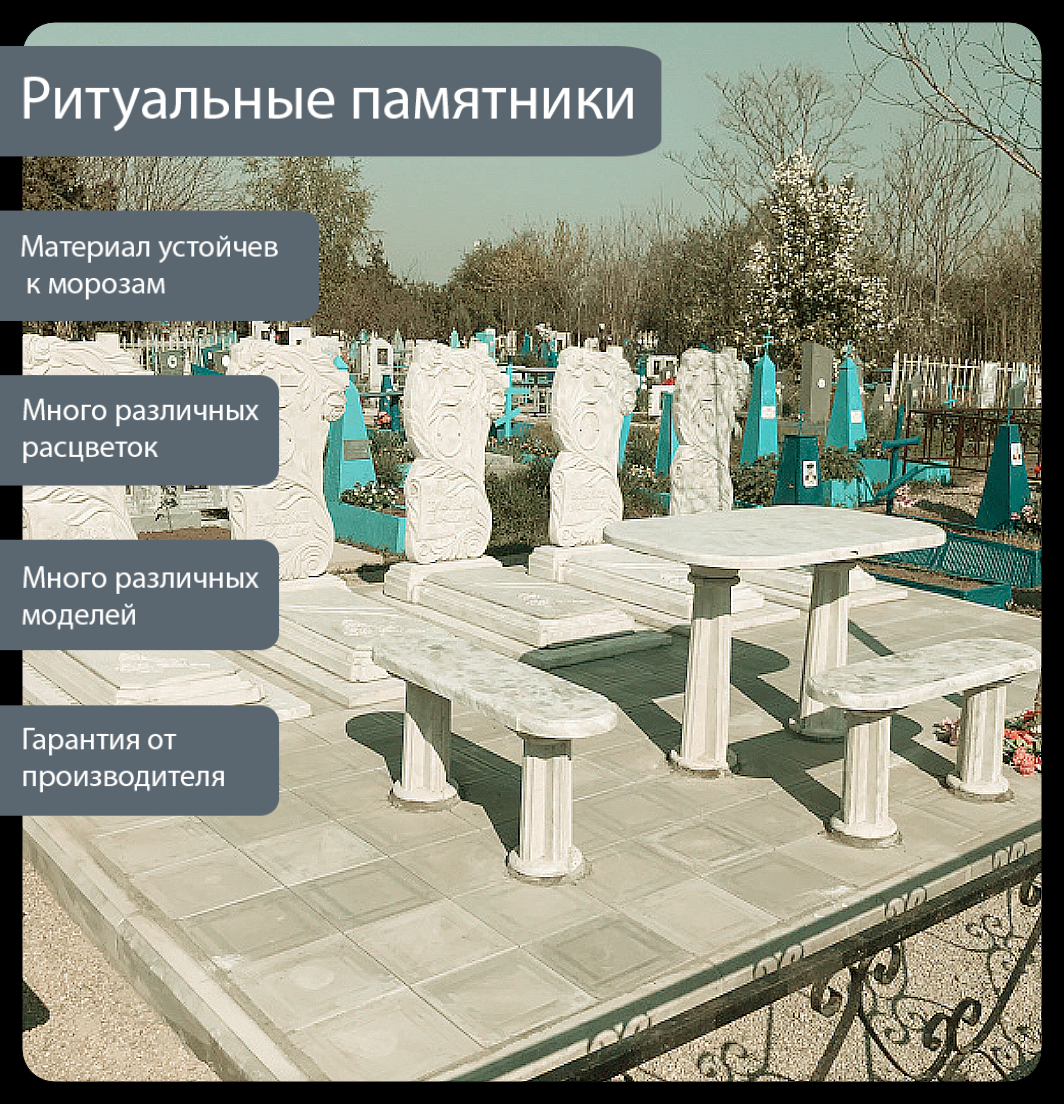 Ритуальные памятники
Материал устойчев
к морозам
Много различных
расцветок
Много различных
моделей
Гарантия от
производителя